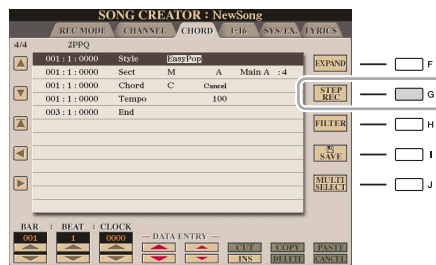 SONG CREATOR : NewSong
REC MODE CHANNEL CHORD 1-16 SYS/EX. LYRICS
4/4 2PPQ
001 : 1 : 0000 Style EasyPop
001 : 1 : 0000 Sect M A Main A : 4
001 : 1 : 0000 Chord C Cancel
001 : 1 : 0000 Tempo 100
003 : 1 : 0000 End
EXPAND F
STEP REC G
FILTER H
SAVE I
MULTI SELECT J
BAR : BEAT : CLOCK DATA ENTRY
001 1 0000
CUT COPY PASTE
INS DELETE CANCEL